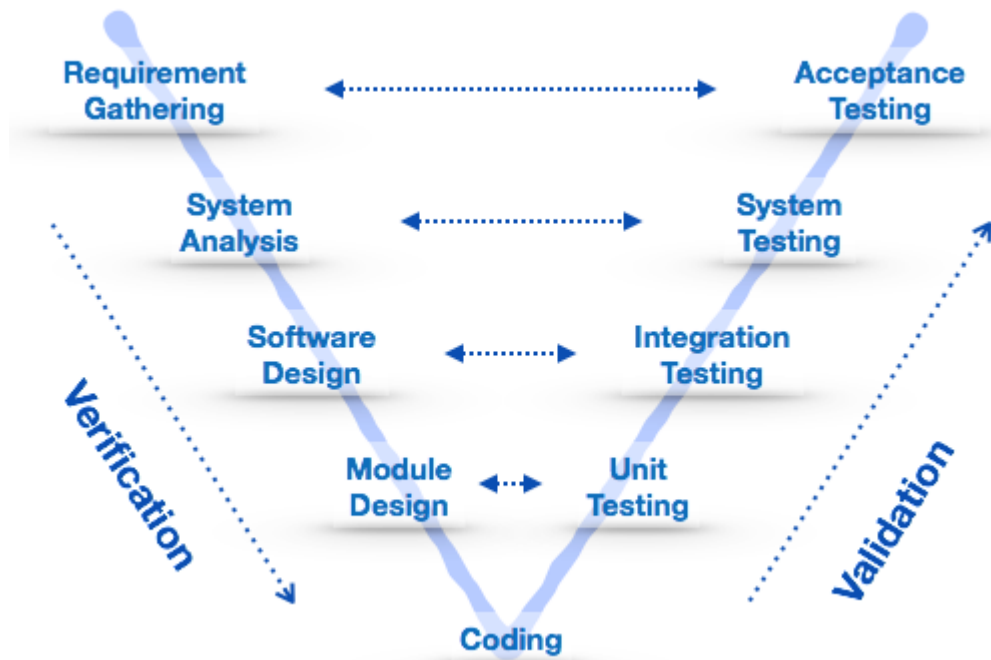 Requirement
Gathering
Acceptance
Testing
System
Analysis
System
Testing
Software
Design
Integration
Testing
Verification
Validation
Module
Design
Unit
Testing
Coding